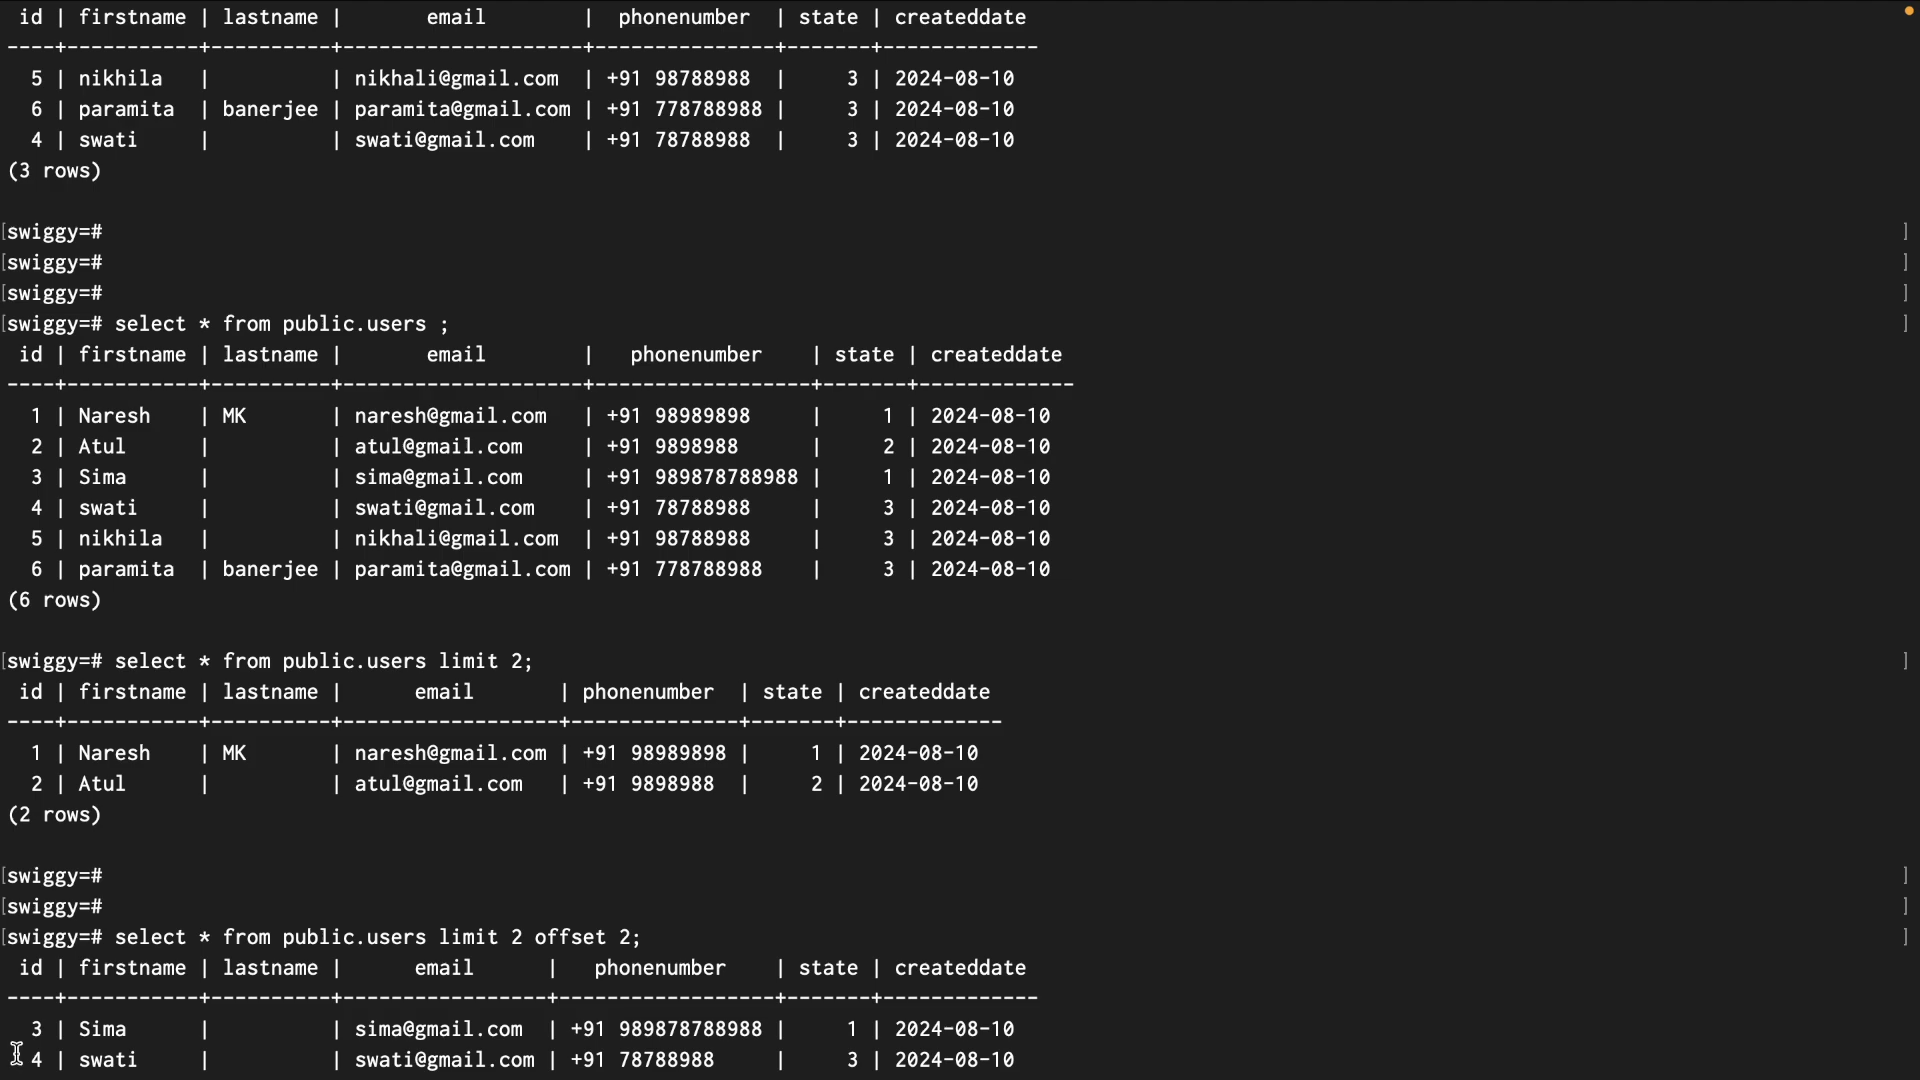 id | firstname | lastname |       email        |  phonenumber  | state | createddate
----+-----------+----------+--------------------+---------------+-------+-------------
  5 | nikhila   |          | nikhali@gmail.com  | +91 98788988  |     3 | 2024-08-10
  6 | paramita  | banerjee | paramita@gmail.com | +91 778788988 |     3 | 2024-08-10
  4 | swati     |          | swati@gmail.com    | +91 78788988  |     3 | 2024-08-10
(3 rows)
[swiggy=# ]
[swiggy=# ]
[swiggy=# ]
[swiggy=# select * from public.users ; ]
 id | firstname | lastname |       email        |   phonenumber    | state | createddate
----+-----------+----------+--------------------+------------------+-------+-------------
  1 | Naresh    | MK       | naresh@gmail.com   | +91 98989898     |     1 | 2024-08-10
  2 | Atul      |          | atul@gmail.com     | +91 9898988      |     2 | 2024-08-10
  3 | Sima      |          | sima@gmail.com     | +91 989878788988 |     1 | 2024-08-10
  4 | swati     |          | swati@gmail.com    | +91 78788988     |     3 | 2024-08-10
  5 | nikhila   |          | nikhali@gmail.com  | +91 98788988     |     3 | 2024-08-10
  6 | paramita  | banerjee | paramita@gmail.com | +91 778788988    |     3 | 2024-08-10
(6 rows)
[swiggy=# select * from public.users limit 2; ]
 id | firstname | lastname |      email       | phonenumber  | state | createddate
----+-----------+----------+------------------+--------------+-------+-------------
  1 | Naresh    | MK       | naresh@gmail.com | +91 98989898 |     1 | 2024-08-10
  2 | Atul      |          | atul@gmail.com   | +91 9898988  |     2 | 2024-08-10
(2 rows)
[swiggy=# ]
[swiggy=# ]
[swiggy=# select * from public.users limit 2 offset 2; ]
 id | firstname | lastname |      email      |   phonenumber    | state | createddate
----+-----------+----------+-----------------+------------------+-------+-------------
  3 | Sima      |          | sima@gmail.com  | +91 989878788988 |     1 | 2024-08-10
  4 | swati     |          | swati@gmail.com | +91 78788988     |     3 | 2024-08-10